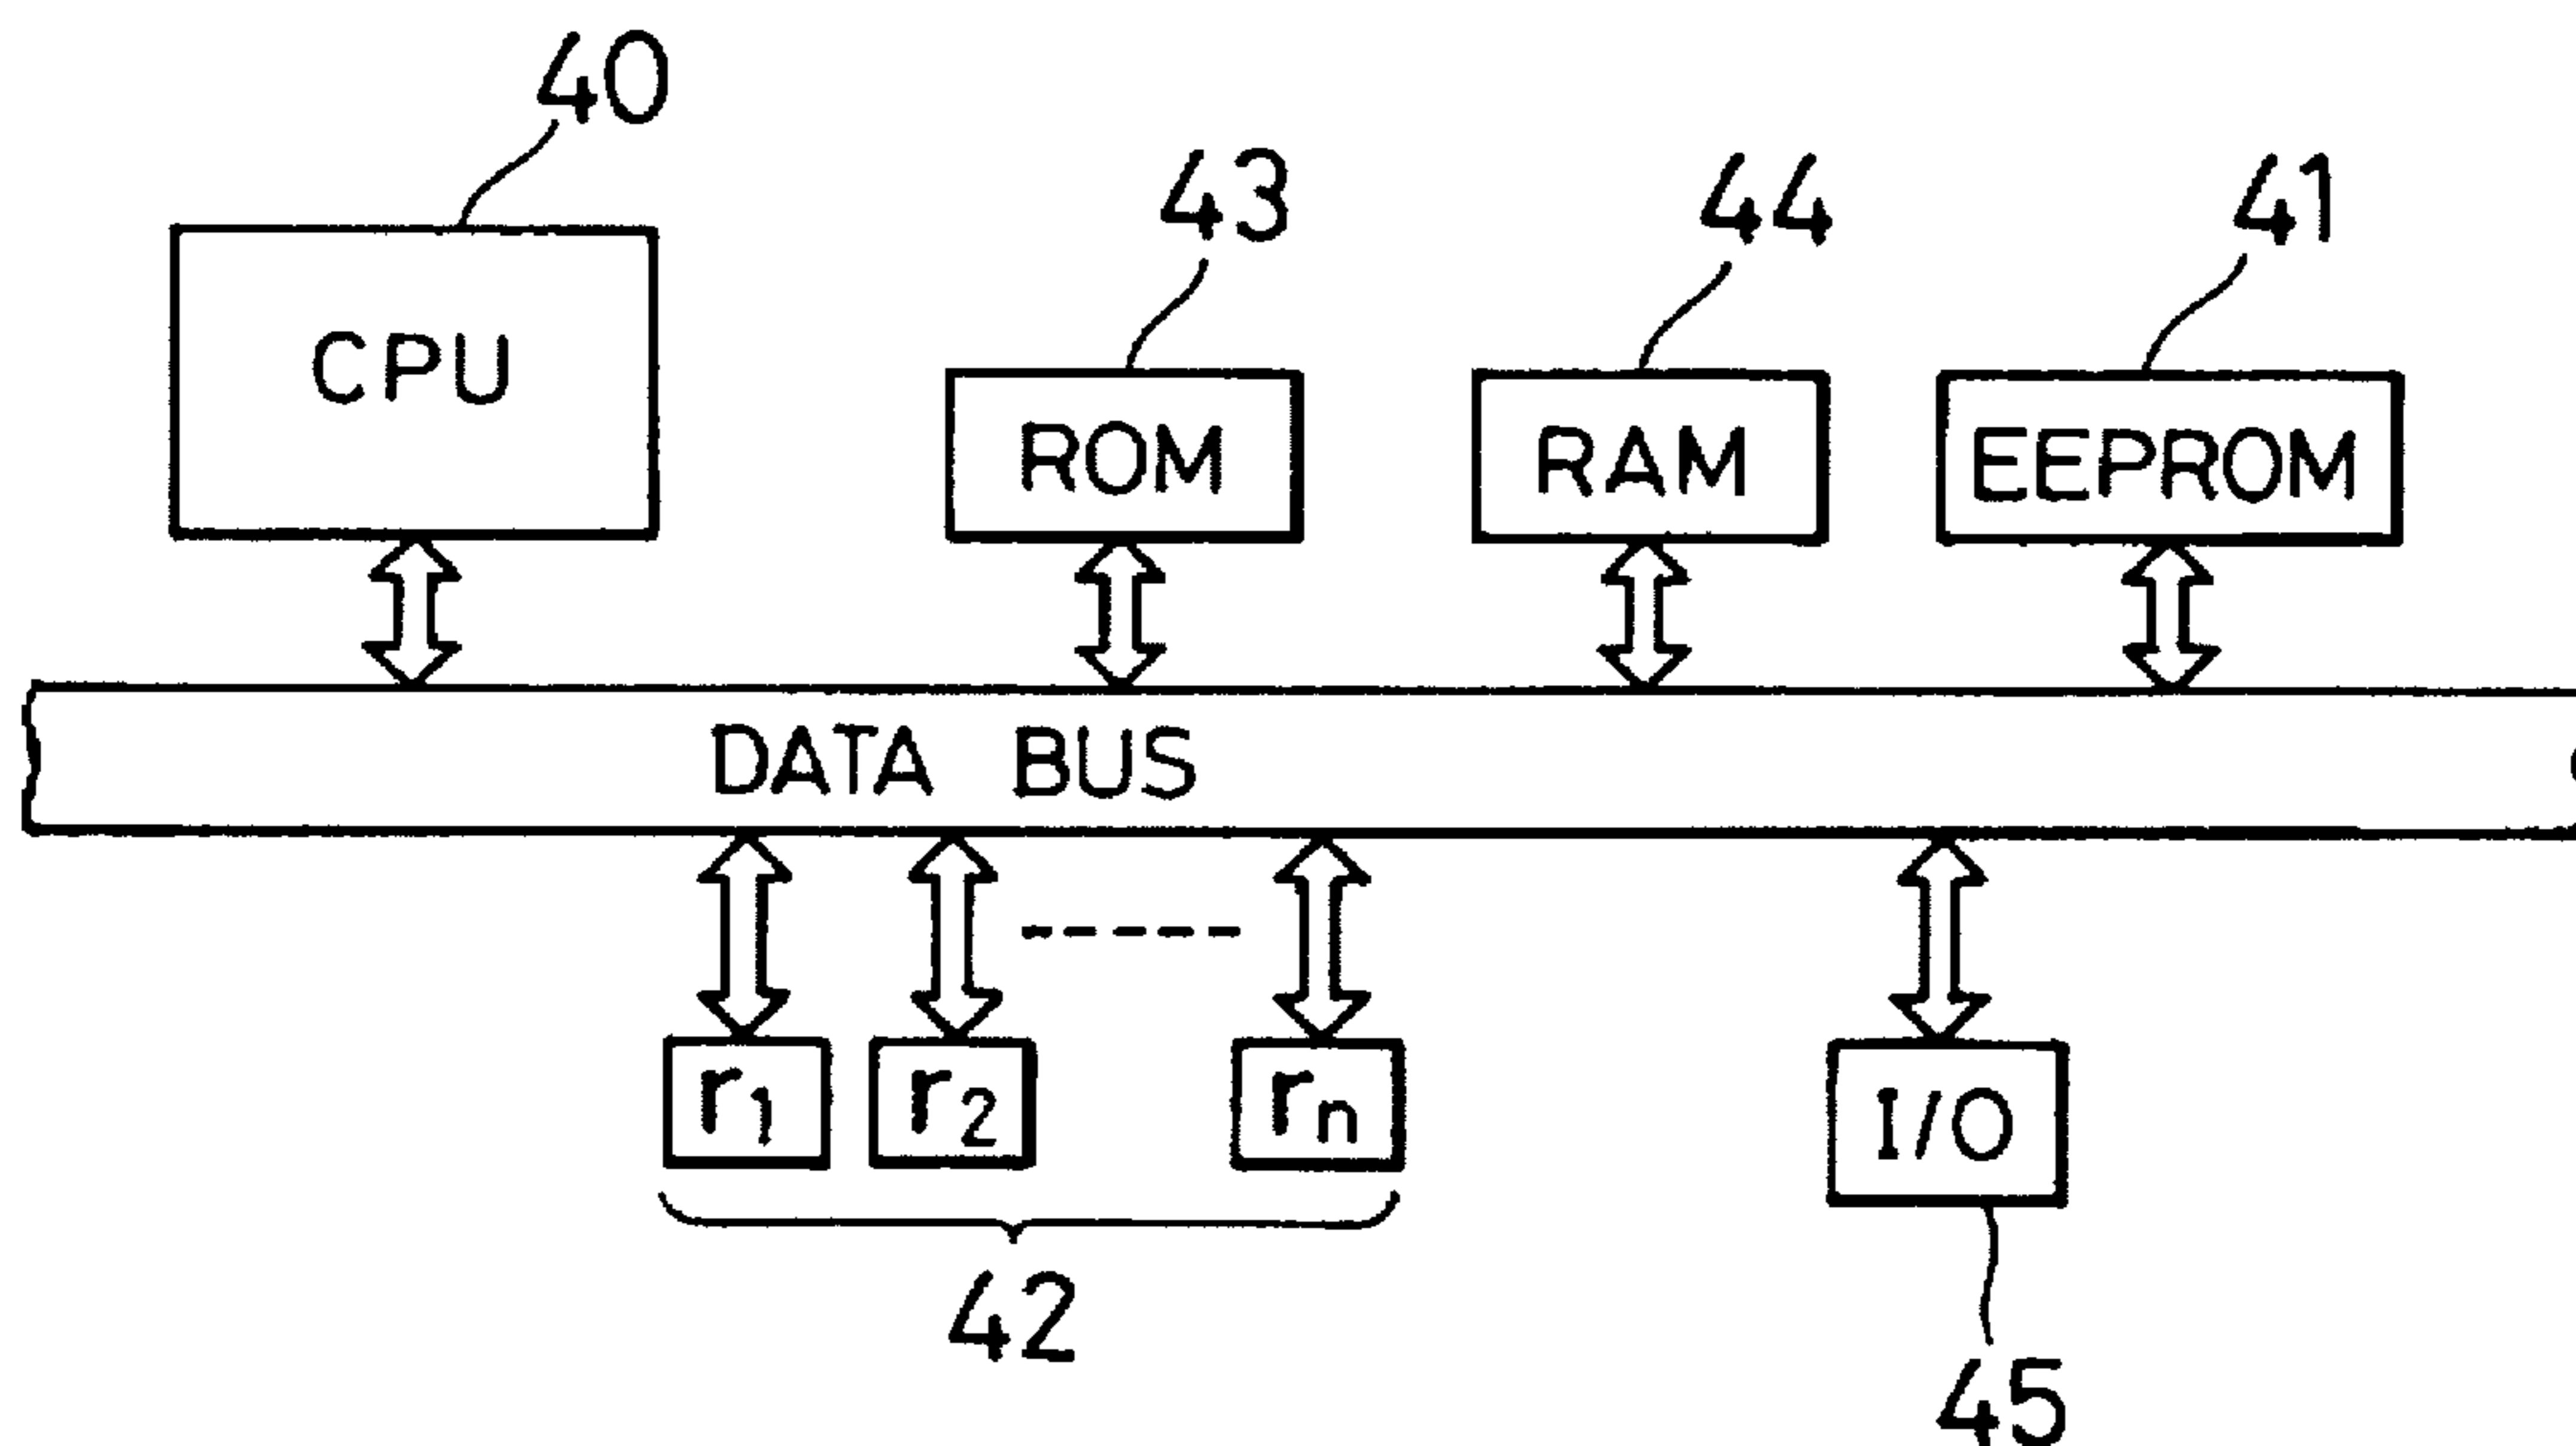 40
43
44
41
CPU
ROM
RAM
EEPROM
DATA BUS
r1
r2
rn
I/O
42
45